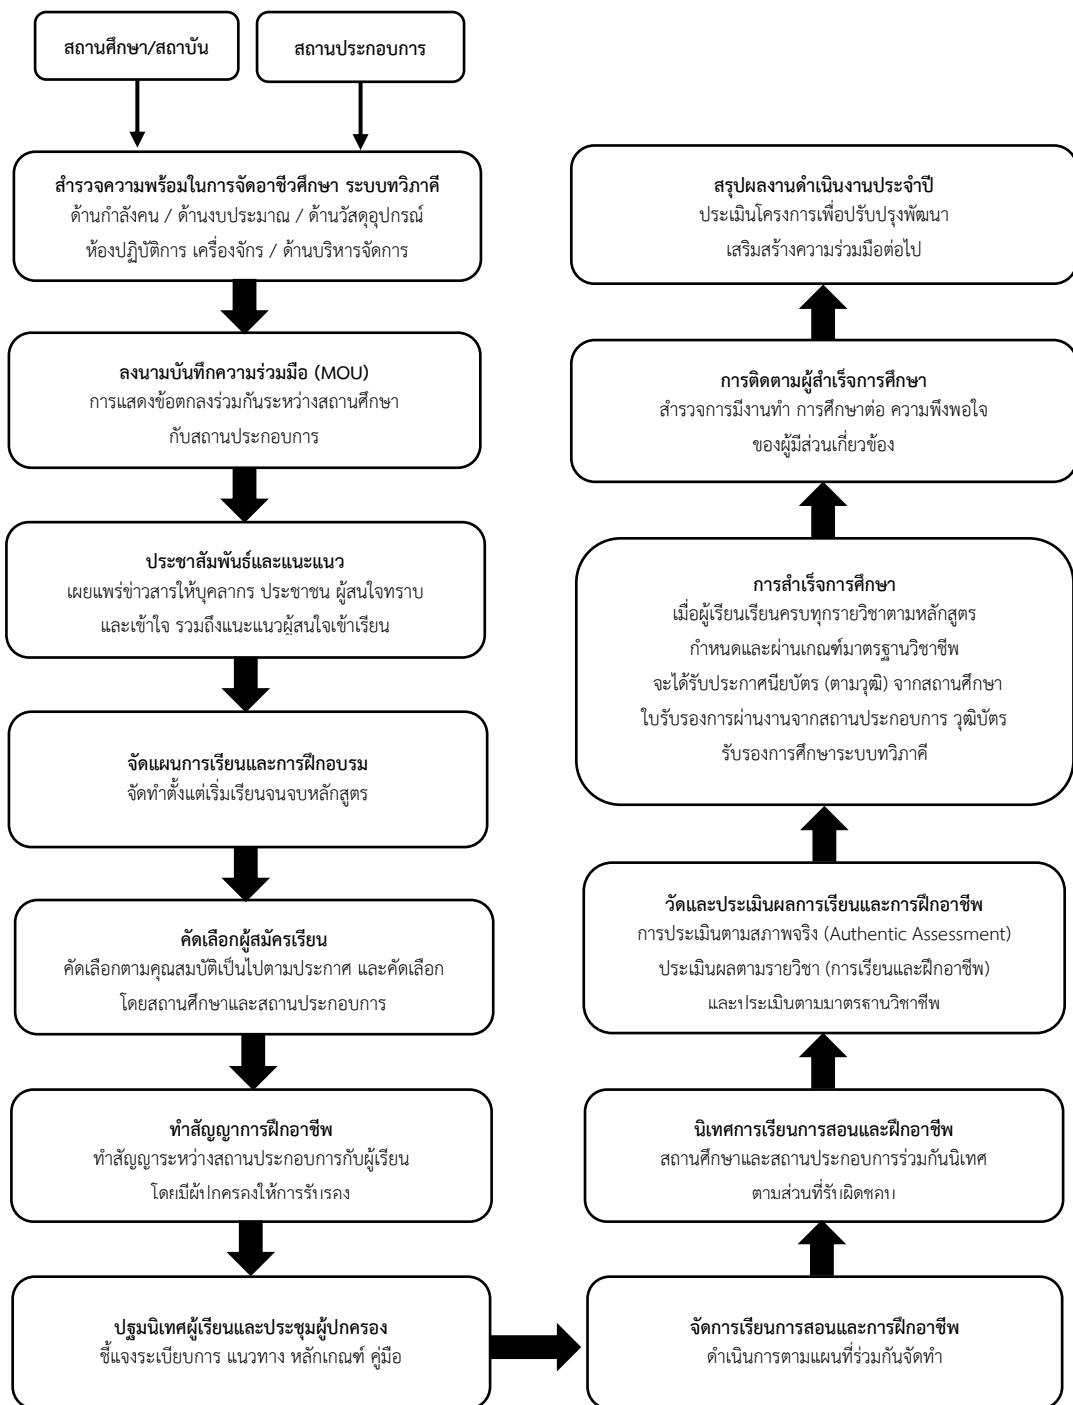 สถานศึกษา/สถาบัน
สถานประกอบการ
สำรวจความพร้อมในการจัดอาชีวศึกษา ระบบทวิภาคี
ด้านกำลังคน / ด้านงบประมาณ / ด้านวัสดุอุปกรณ์
ห้องปฏิบัติการ เครื่องจักร / ด้านบริหารจัดการ
ลงนามบันทึกความร่วมมือ (MOU)
การแสดงข้อตกลงร่วมกันระหว่างสถานศึกษา
กับสถานประกอบการ
ประชาสัมพันธ์และแนะแนว
เผยแพร่ข่าวสารให้บุคลากร ประชาชน ผู้สนใจทราบ
และเข้าใจ รวมถึงแนะแนวผู้สนใจเข้าเรียน
จัดแผนการเรียนและการฝึกอบรม
จัดทำตั้งแต่เริ่มเรียนจนจบหลักสูตร
คัดเลือกผู้สมัครเรียน
คัดเลือกตามคุณสมบัติเป็นไปตามประกาศ และคัดเลือก
โดยสถานศึกษาและสถานประกอบการ
ทำสัญญาการฝึกอาชีพ
ทำสัญญาระหว่างสถานประกอบการกับผู้เรียน
โดยมีผู้ปกครองให้การรับรอง
ปฐมนิเทศผู้เรียนและประชุมผู้ปกครอง
ชี้แจงระเบียบการ แนวทาง หลักเกณฑ์ คู่มือ
จัดการเรียนการสอนและการฝึกอาชีพ
ดำเนินการตามแผนที่ร่วมกันจัดทำ
นิเทศการเรียนการสอนและฝึกอาชีพ
สถานศึกษาและสถานประกอบการร่วมกันนิเทศ
ตามส่วนที่รับผิดชอบ
วัดและประเมินผลการเรียนและการฝึกอาชีพ
การประเมินตามสภาพจริง (Authentic Assessment)
ประเมินผลตามรายวิชา (การเรียนและฝึกอาชีพ)
และประเมินตามมาตรฐานวิชาชีพ
การสำเร็จการศึกษา
เมื่อผู้เรียนเรียนครบทุกรายวิชาตามหลักสูตร
กำหนดและผ่านเกณฑ์มาตรฐานวิชาชีพ
จะได้รับประกาศนียบัตร (ตามวุฒิ) จากสถานศึกษา
ใบรับรองการผ่านงานจากสถานประกอบการ วุฒิบัตร
รับรองการศึกษาระบบทวิภาคี
การติดตามผู้สำเร็จการศึกษา
สำรวจการมีงานทำ การศึกษาต่อ ความพึงพอใจ
ของผู้มีส่วนเกี่ยวข้อง
สรุปผลงานดำเนินงานประจำปี
ประเมินโครงการเพื่อปรับปรุงพัฒนา
เสริมสร้างความร่วมมือต่อไป